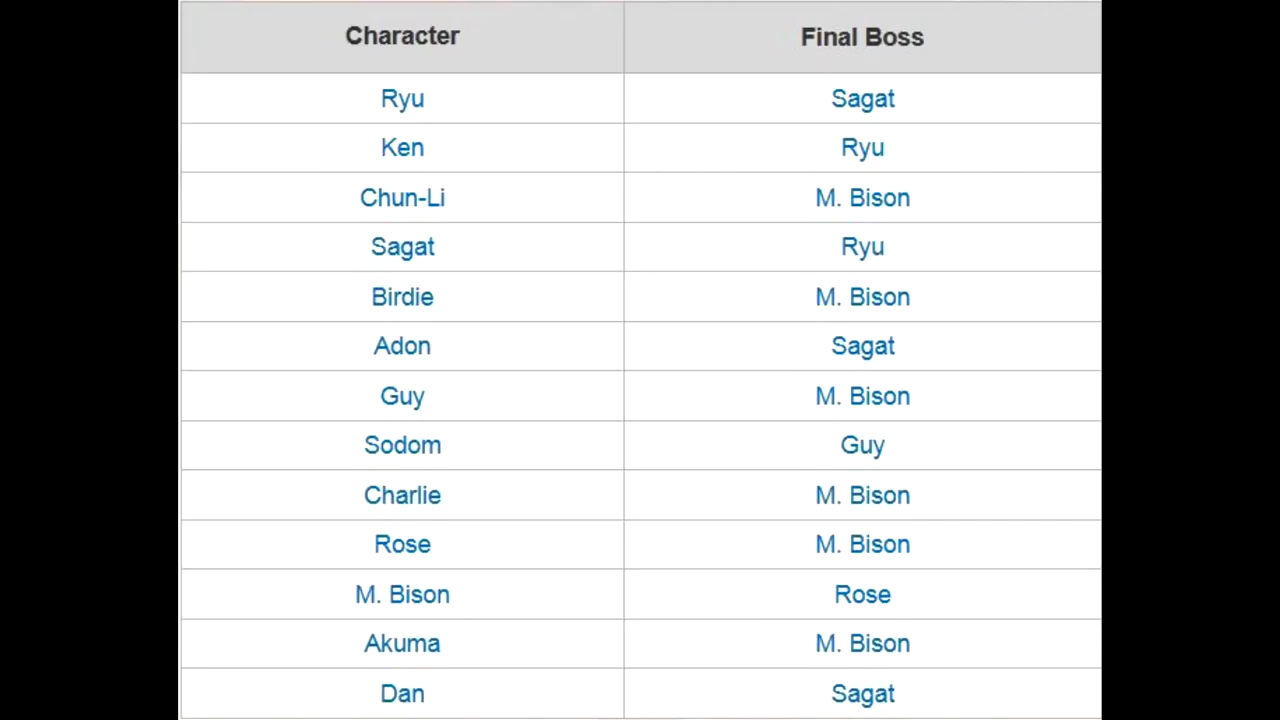 Character Final Boss
Ryu Sagat
Ken Ryu
Chun-Li M. Bison
Sagat Ryu
Birdie M. Bison
Adon Sagat
Guy M. Bison
Sodom Guy
Charlie M. Bison
Rose M. Bison
M. Bison Rose
Akuma M. Bison
Dan Sagat